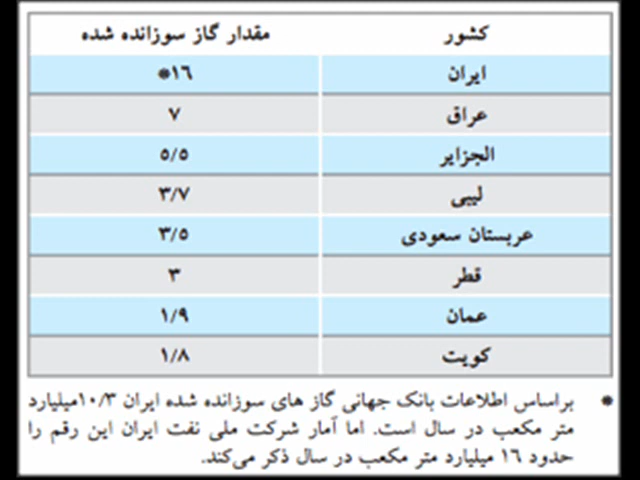 کشور مقدار گاز سوزانده شده
ایران ۱۶*
عراق ۷
الجزایر ۵/۵
لیبی ۳/۷
عربستان سعودی ۳/۵
قطر ۳
عمان ۱/۹
کویت ۱/۸
* براساس اطلاعات بانک جهانی گاز های سوزانده شده ایران ۱۰/۳میلیارد
متر مکعب در سال است. اما آمار شرکت ملی نفت ایران این رقم را
حدود ۱۶ میلیارد متر مکعب در سال ذکر می‌کند.